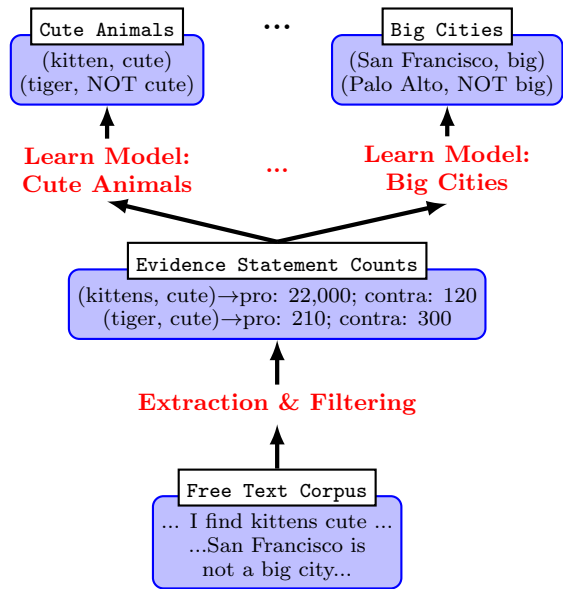 Cute Animals
...
Big Cities
(kitten, cute)
(tiger, NOT cute)
(San Francisco, big)
(Palo Alto, NOT big)
Learn Model:
Cute Animals
...
Learn Model:
Big Cities
Evidence Statement Counts
(kittens, cute)→pro: 22,000; contra: 120
(tiger, cute)→pro: 210; contra: 300
Extraction & Filtering
Free Text Corpus
... I find kittens cute ...
...San Francisco is
not a big city...